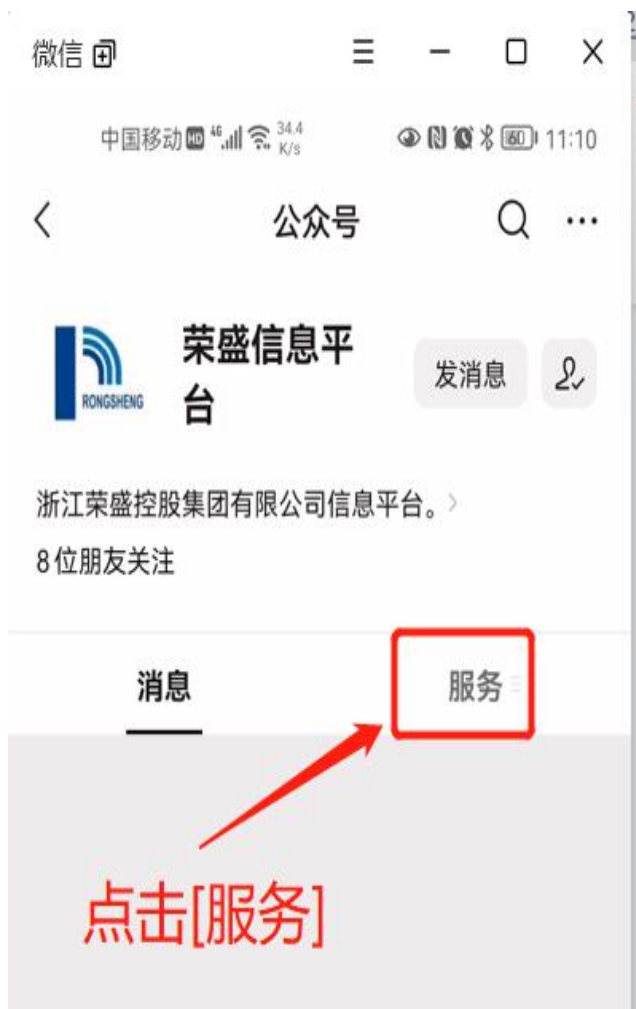 微信
中国移动 HD 46 34.4 K/s 60 11:10
公众号
荣盛信息平台
RONGSHENG
发消息
浙江荣盛控股集团有限公司信息平台。
8位朋友关注
消息 服务
点击[服务]